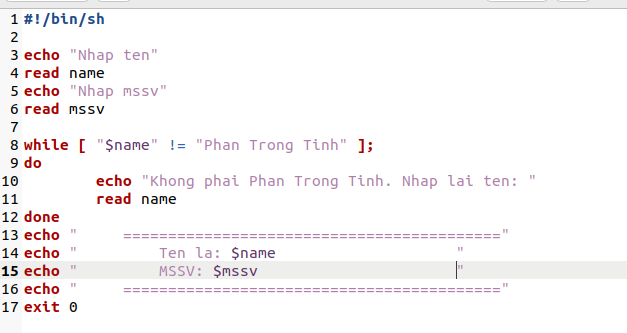 1 #!/bin/sh
2
3 echo "Nhap ten"
4 read name
5 echo "Nhap mssv"
6 read mssv
7
8 while [ "$name" != "Phan Trong Tinh" ];
9 do
10         echo "Khong phai Phan Trong Tinh. Nhap lai ten: "
11         read name
12 done
13 echo "     =========================================="
14 echo "         Ten la: $name                    "
15 echo "         MSSV: $mssv                      "
16 echo "     =========================================="
17 exit 0